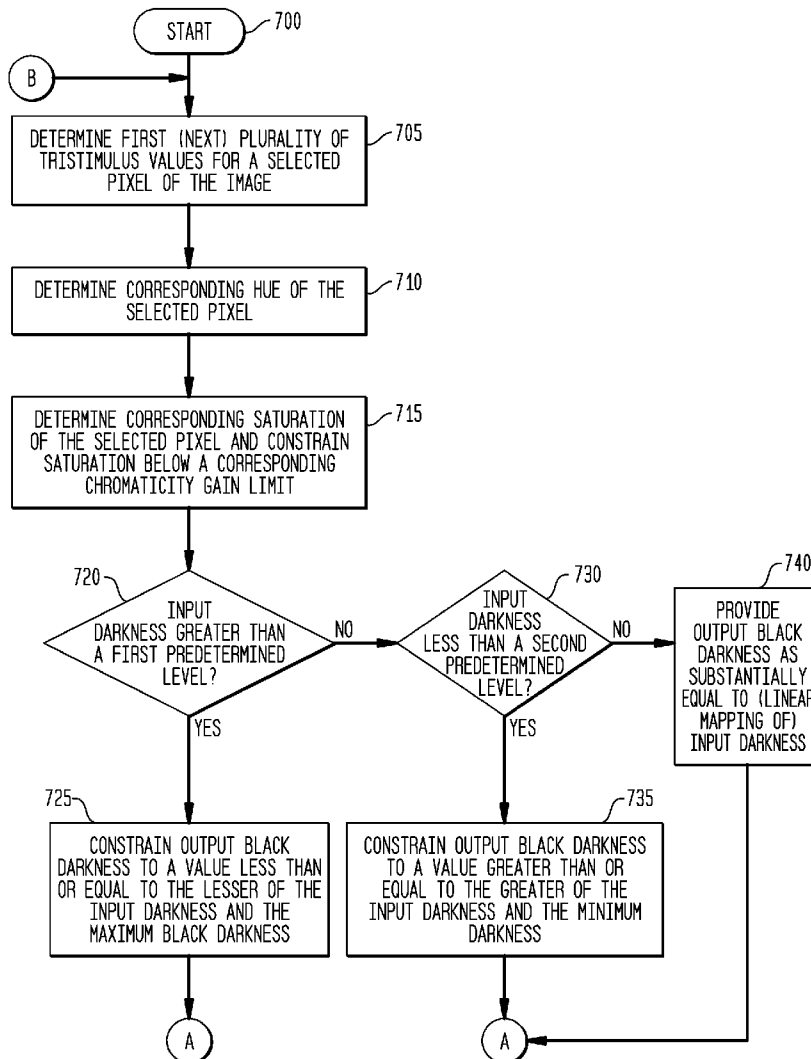 START
700
B
DETERMINE FIRST (NEXT) PLURALITY OF
TRISTIMULUS VALUES FOR A SELECTED
PIXEL OF THE IMAGE
705
DETERMINE CORRESPONDING HUE OF THE
SELECTED PIXEL
710
DETERMINE CORRESPONDING SATURATION
OF THE SELECTED PIXEL AND CONSTRAIN
SATURATION BELOW A CORRESPONDING
CHROMATICITY GAIN LIMIT
715
720
INPUT
DARKNESS GREATER THAN
A FIRST PREDETERMINED
LEVEL?
NO
YES
730
INPUT
DARKNESS
LESS THAN A SECOND
PREDETERMINED
LEVEL?
NO
YES
740
PROVIDE
OUTPUT BLACK
DARKNESS AS
SUBSTANTIALLY
EQUAL TO (LINEAR
MAPPING OF)
INPUT DARKNESS
725
CONSTRAIN OUTPUT BLACK
DARKNESS TO A VALUE LESS THAN
OR EQUAL TO THE LESSER OF THE
INPUT DARKNESS AND THE
MAXIMUM BLACK DARKNESS
735
CONSTRAIN OUTPUT BLACK DARKNESS
TO A VALUE GREATER THAN OR
EQUAL TO THE GREATER OF THE
INPUT DARKNESS AND THE MINIMUM
DARKNESS
A
A